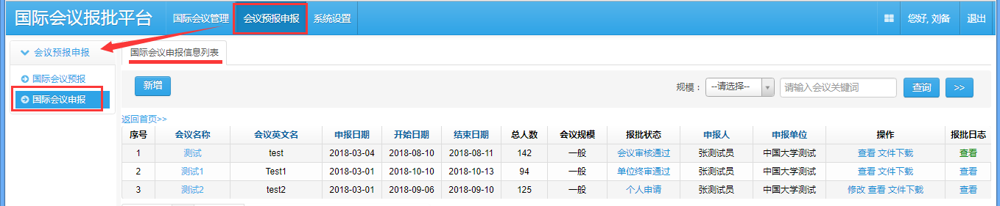 国际会议报批平台 国际会议管理 会议预报申报 系统设置 您好, 刘备 退出
会议预报申报 国际会议申报信息列表
国际会议预报 新增 规模： --请选择-- 请输入会议关键词 查询 >>
国际会议申报
返回首页>>
序号 会议名称 会议英文名 申报日期 开始日期 结束日期 总人数 会议规模 报批状态 申报人 申报单位 操作 报批日志
1 测试 test 2018-03-04 2018-08-10 2018-08-11 142 一般 会议审核通过 张测试员 中国大学测试 查看 文件下载 查看
2 测试1 Test1 2018-03-01 2018-10-10 2018-10-13 94 一般 单位终审通过 张测试员 中国大学测试 查看 文件下载 查看
3 测试2 test2 2018-03-01 2018-09-06 2018-09-10 125 一般 个人申请 张测试员 中国大学测试 修改 查看 文件下载 查看